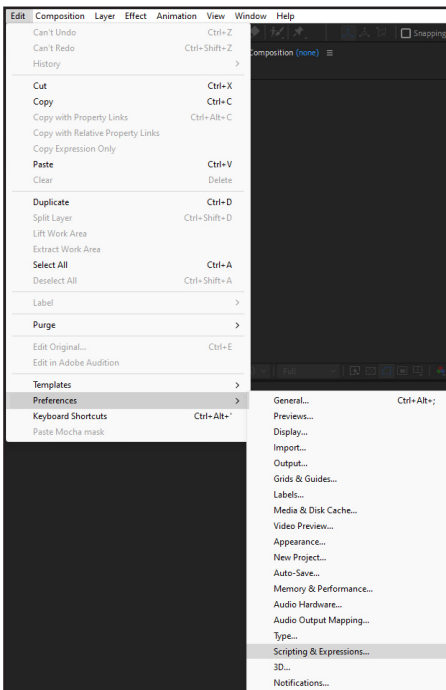 Edit Composition Layer Effect Animation View Window Help
Can't Undo Ctrl+Z
Can't Redo Ctrl+Shift+Z
History
Snapping
Composition (none)
Cut Ctrl+X
Copy Ctrl+C
Copy with Property Links Ctrl+Alt+C
Copy with Relative Property Links
Copy Expression Only
Paste Ctrl+V
Clear Delete
Duplicate Ctrl+D
Split Layer Ctrl+Shift+D
Lift Work Area
Extract Work Area
Select All Ctrl+A
Deselect All Ctrl+Shift+A
Label
Purge
Edit Original... Ctrl+E
Edit in Adobe Audition
Full
Templates
Preferences
Keyboard Shortcuts Ctrl+Alt+'
Paste Mocha mask
General... Ctrl+Alt+;
Previews...
Display...
Import...
Output...
Grids & Guides...
Labels...
Media & Disk Cache...
Video Preview...
Appearance...
New Project...
Auto-Save...
Memory & Performance...
Audio Hardware...
Audio Output Mapping...
Type...
Scripting & Expressions...
3D...
Notifications...